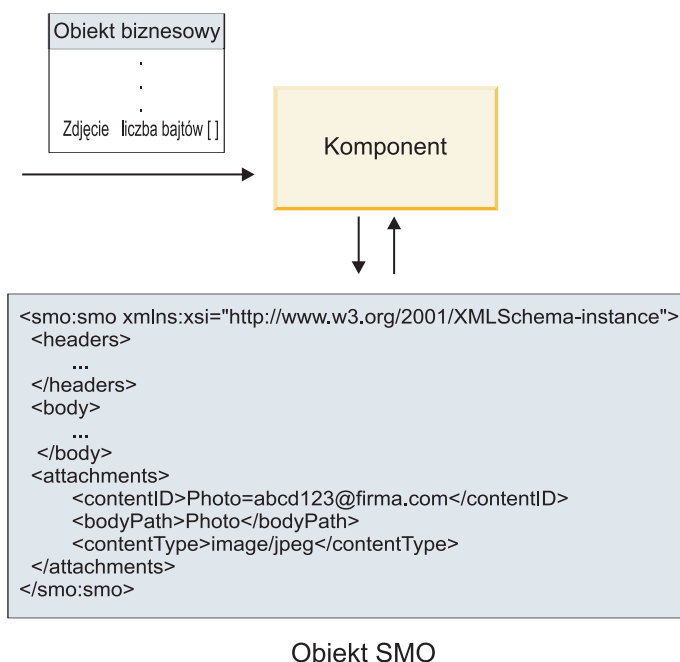 Obiekt biznesowy
.
.
.
Zdjęcie liczba bajtów [ ]
Komponent
<smo:smo xmlns:xsi="http://www.w3.org/2001/XMLSchema-instance">
<headers>
...
</headers>
<body>
...
</body>
<attachments>
<contentID>Photo=abcd123@firma.com</contentID>
<bodyPath>Photo</bodyPath>
<contentType>image/jpeg</contentType>
</attachments>
</smo:smo>
Obiekt SMO